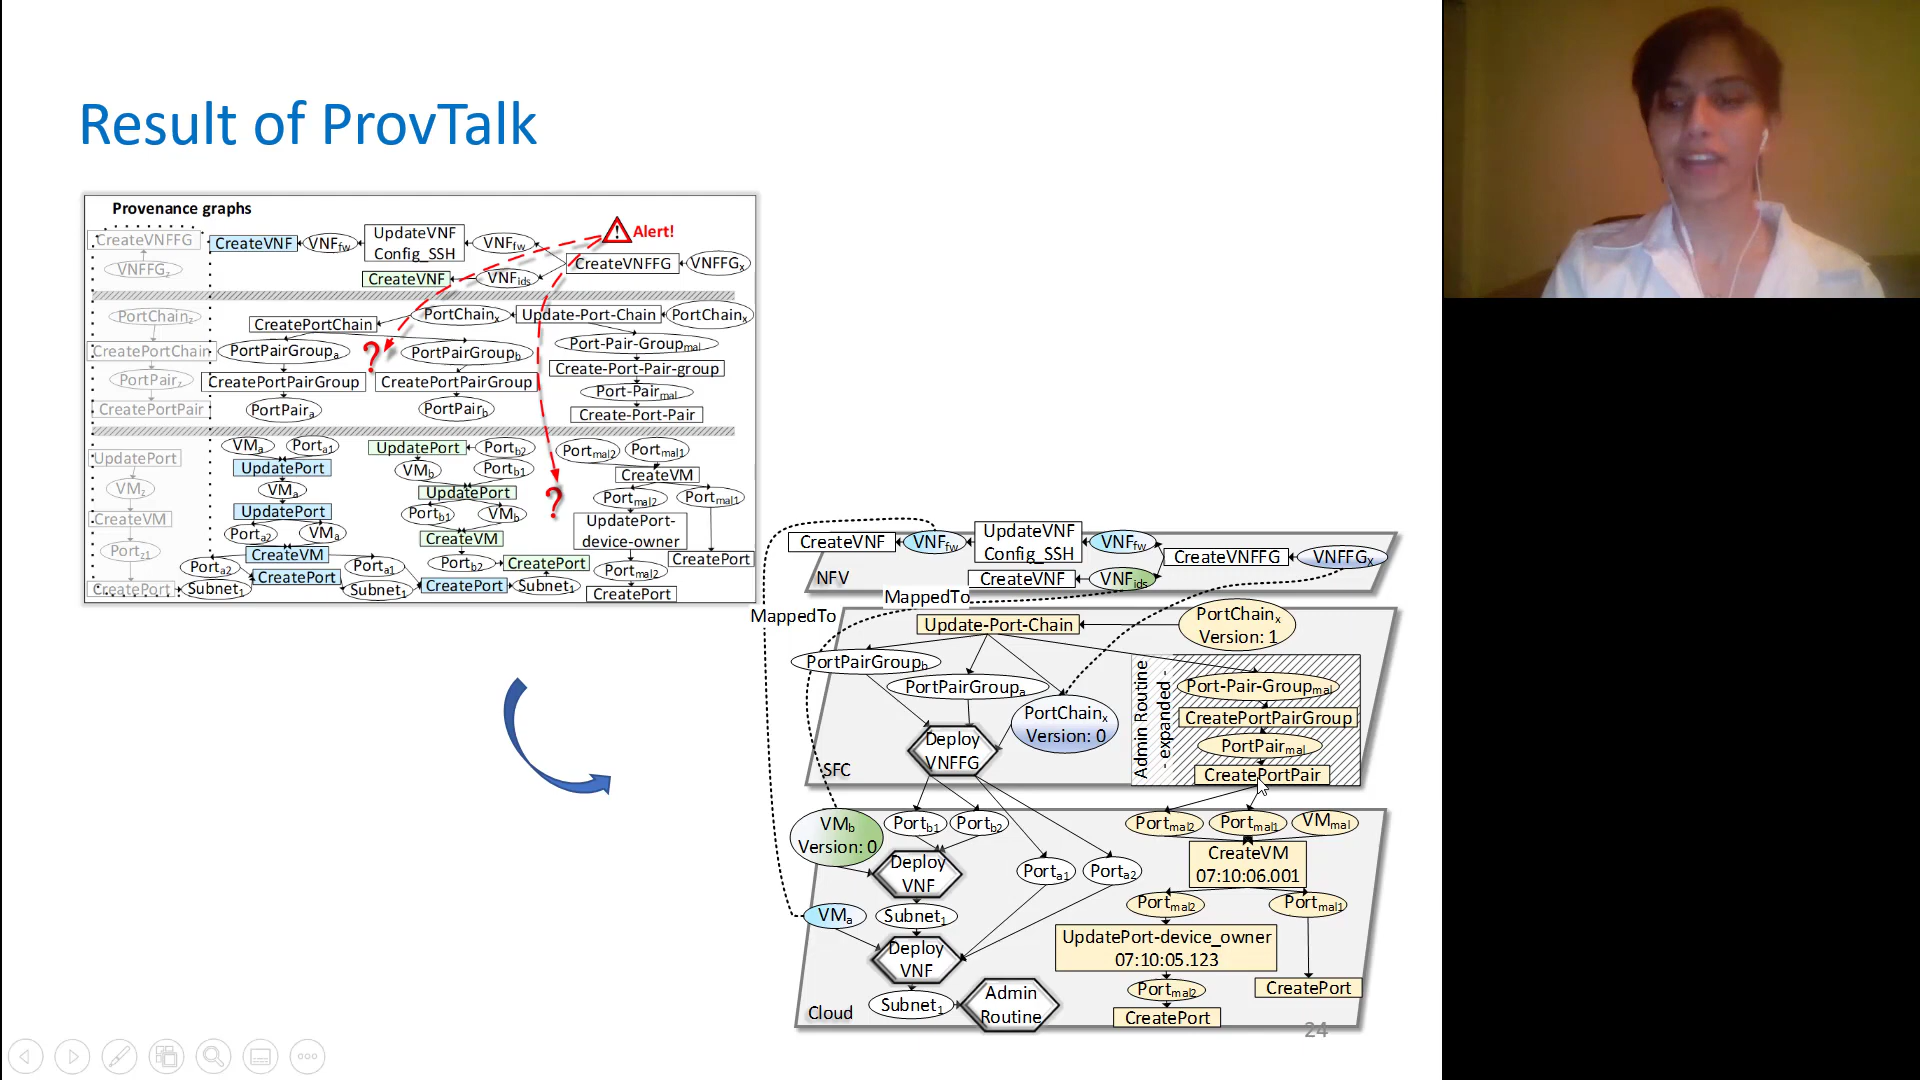 Result of ProvTalk
Provenance graphs
CreateVNFFG
VNFFGz
CreateVNF
VNFfw
UpdateVNF
Config_SSH
VNFfw
Alert!
CreateVNFFG
VNFFGx
CreateVNF
VNFids
PortChainz
CreatePortChain
PortPairz
CreatePortPair
CreatePortChain
PortChainx
Update-Port-Chain
PortChainx
PortPairGroupa
?
PortPairGroupb
Port-Pair-Groupmal
CreatePortPairGroup
CreatePortPairGroup
Create-Port-Pair-group
PortPaira
PortPairb
Port-Pairmal
Create-Port-Pair
UpdatePort
VMz
CreateVM
Portz1
CreatePort
VMa
Porta1
UpdatePort
VMa
UpdatePort
Porta2
VMa
CreateVM
Porta2
CreatePort
Porta1
Subnet1
Subnet1
CreatePort
Subnet1
UpdatePort
Portb2
VMb
Portb1
UpdatePort
Portb1
VMb
CreateVM
Portb2
CreatePort
?
Portmal2
Portmal1
CreateVM
Portmal2
Portmal1
UpdatePort-
device-owner
CreatePort
Portmal2
CreatePort
CreateVNF
VNFfw
UpdateVNF
Config_SSH
VNFfw
CreateVNFFG
VNFFGx
NFV
CreateVNF
VNFids
MappedTo
MappedTo
Update-Port-Chain
PortChainx
Version: 1
PortPairGroupb
PortPairGroupa
PortChainx
Version: 0
Deploy
VNFFG
SFC
Admin Routine
- expanded -
Port-Pair-Groupmal
CreatePortPairGroup
PortPairmal
CreatePortPair
VMb
Version: 0
Portb1
Portb2
Portmal2
Portmal1
VMmal
Deploy
VNF
Porta1
Porta2
CreateVM
07:10:06.001
VMa
Subnet1
Portmal2
Portmal1
Deploy
VNF
UpdatePort-device_owner
07:10:05.123
Portmal2
CreatePort
Cloud
Subnet1
Admin
Routine
CreatePort
24